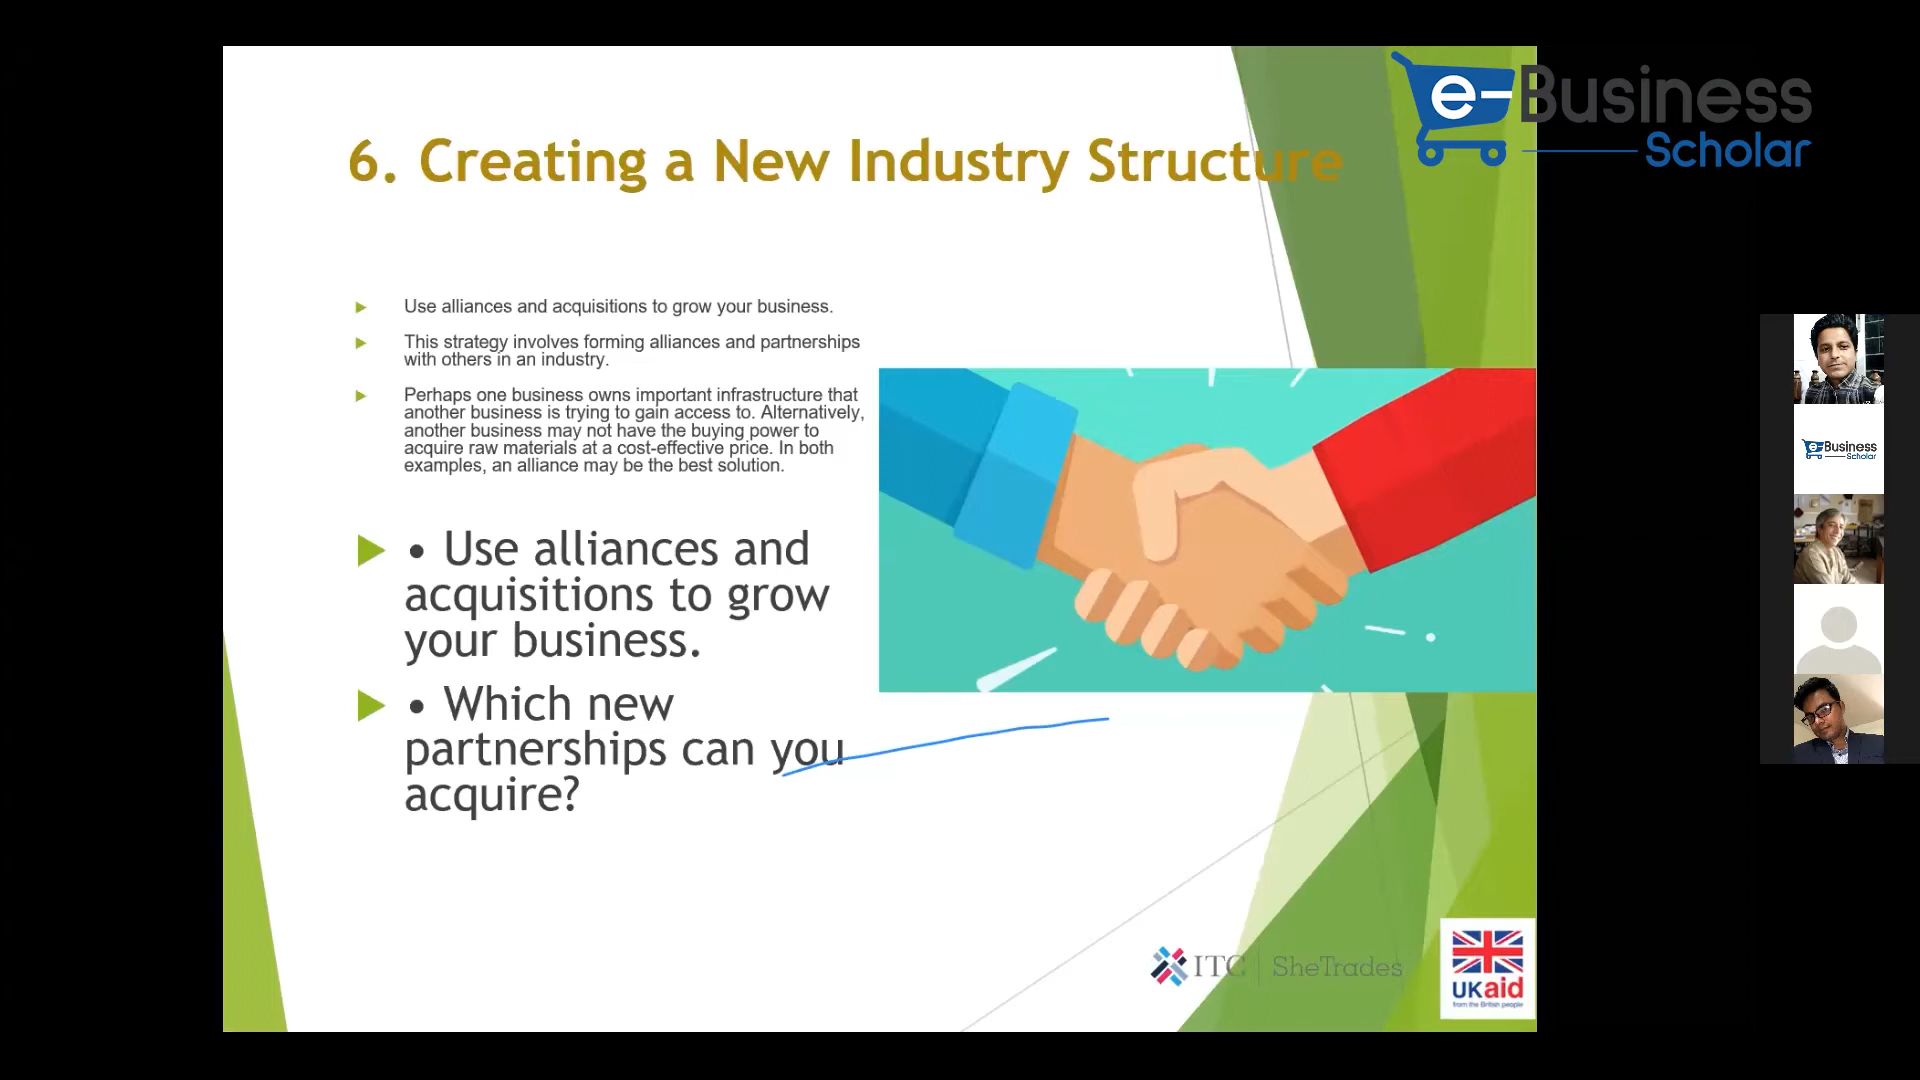 e-Business
Scholar
6. Creating a New Industry Structure
Use alliances and acquisitions to grow your business.
This strategy involves forming alliances and partnerships
with others in an industry.
Perhaps one business owns important infrastructure that
another business is trying to gain access to. Alternatively,
another business may not have the buying power to
acquire raw materials at a cost-effective price. In both
examples, an alliance may be the best solution.
• Use alliances and
acquisitions to grow
your business.
• Which new
partnerships can you
acquire?
e-Business
Scholar
ITC | SheTrades
UKaid
from the British people